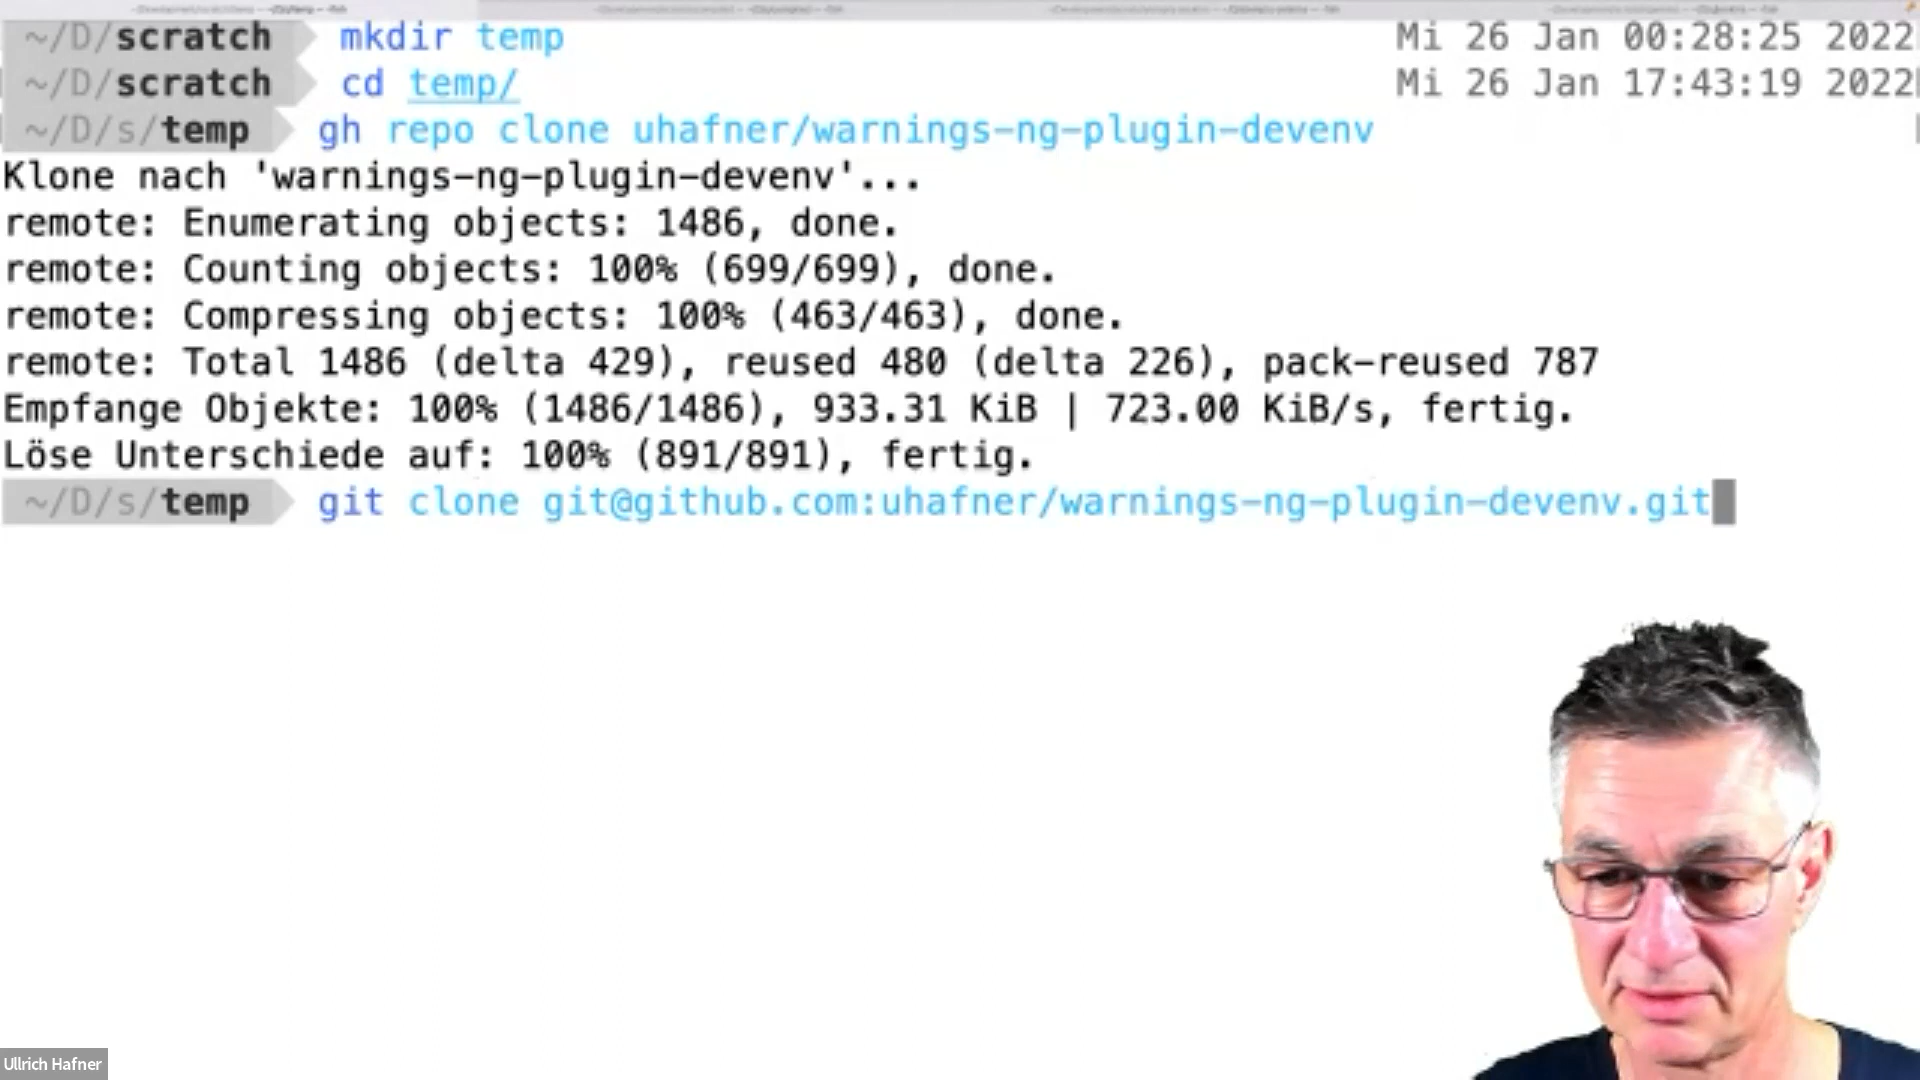 ~/D/scratch mkdir temp Mi 26 Jan 00:28:25 2022
~/D/scratch cd temp/ Mi 26 Jan 17:43:19 2022
~/D/s/temp gh repo clone uhafner/warnings-ng-plugin-devenv
Klone nach 'warnings-ng-plugin-devenv'...
remote: Enumerating objects: 1486, done.
remote: Counting objects: 100% (699/699), done.
remote: Compressing objects: 100% (463/463), done.
remote: Total 1486 (delta 429), reused 480 (delta 226), pack-reused 787
Empfange Objekte: 100% (1486/1486), 933.31 KiB | 723.00 KiB/s, fertig.
Löse Unterschiede auf: 100% (891/891), fertig.
~/D/s/temp git clone git@github.com:uhafner/warnings-ng-plugin-devenv.git
Ullrich Hafner